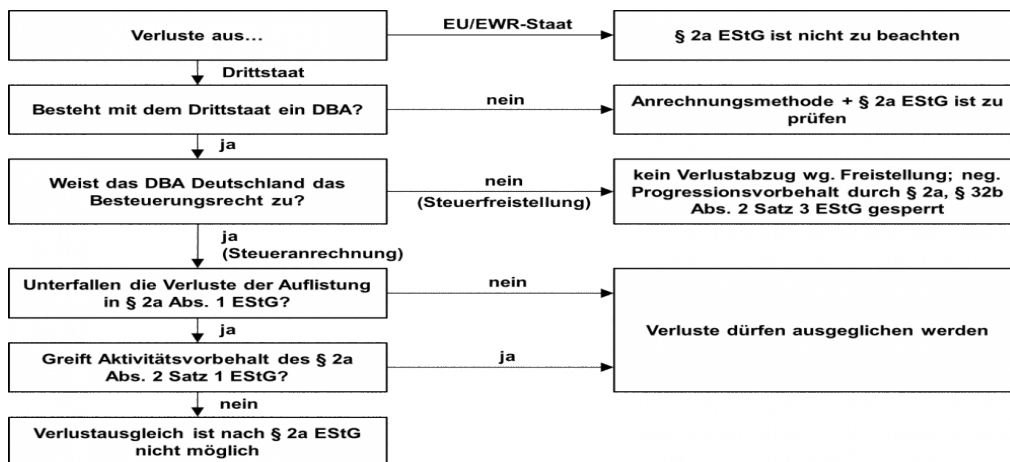 Verluste aus…
EU/EWR-Staat
§ 2a EStG ist nicht zu beachten
Drittstaat
Besteht mit dem Drittstaat ein DBA?
nein
Anrechnungsmethode + § 2a EStG ist zu
prüfen
ja
Weist das DBA Deutschland das
Besteuerungsrecht zu?
nein
(Steuerfreistellung)
kein Verlustabzug wg. Freistellung; neg.
Progressionsvorbehalt durch § 2a, § 32b
Abs. 2 Satz 3 EStG gesperrt
ja
(Steueranrechnung)
Unterfallen die Verluste der Auflistung
in § 2a Abs. 1 EStG?
nein
Verluste dürfen ausgeglichen werden
ja
Greift Aktivitätsvorbehalt des § 2a
Abs. 2 Satz 1 EStG?
ja
nein
Verlustausgleich ist nach § 2a EStG
nicht möglich